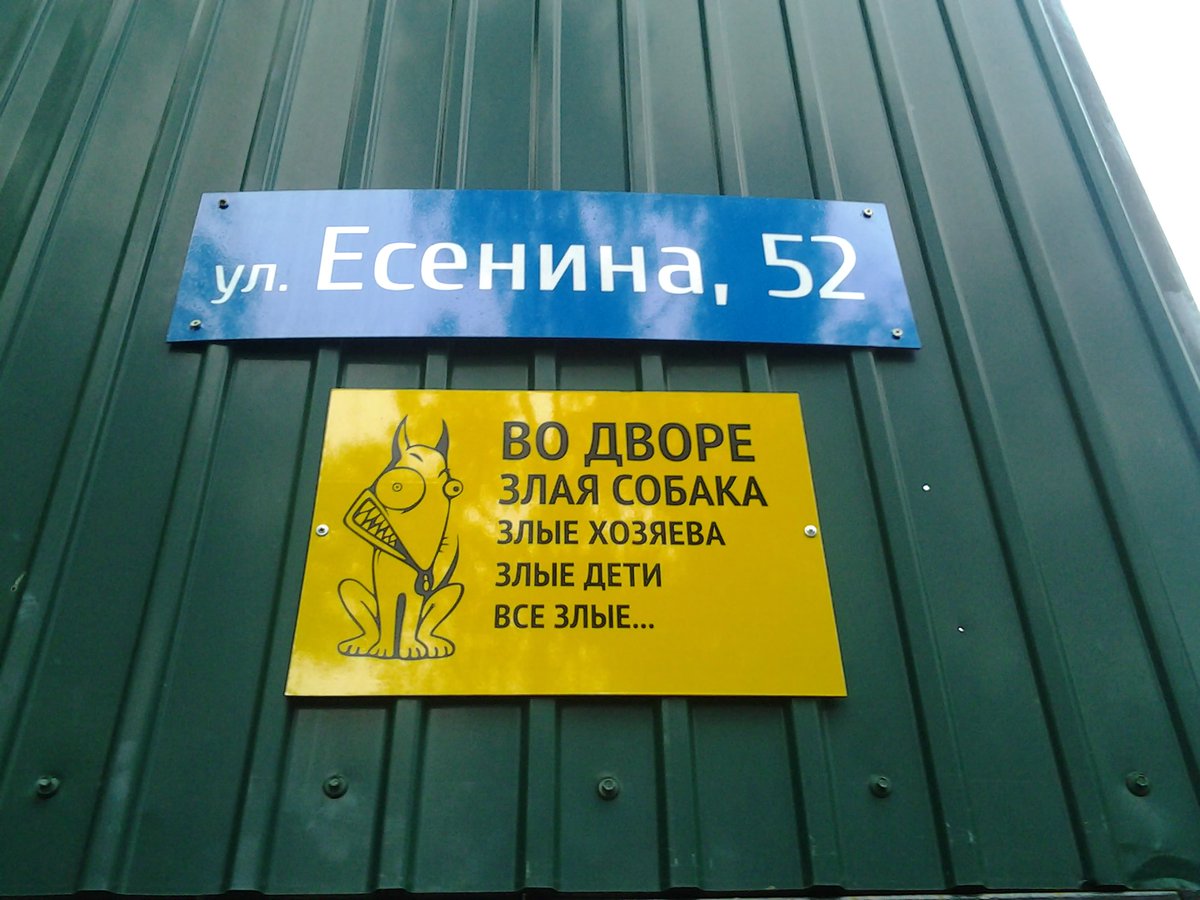 ул. Есенина, 52
ВО ДВОРЕ
ЗЛАЯ СОБАКА
ЗЛЫЕ ХОЗЯЕВА
ЗЛЫЕ ДЕТИ
ВСЕ ЗЛЫЕ...